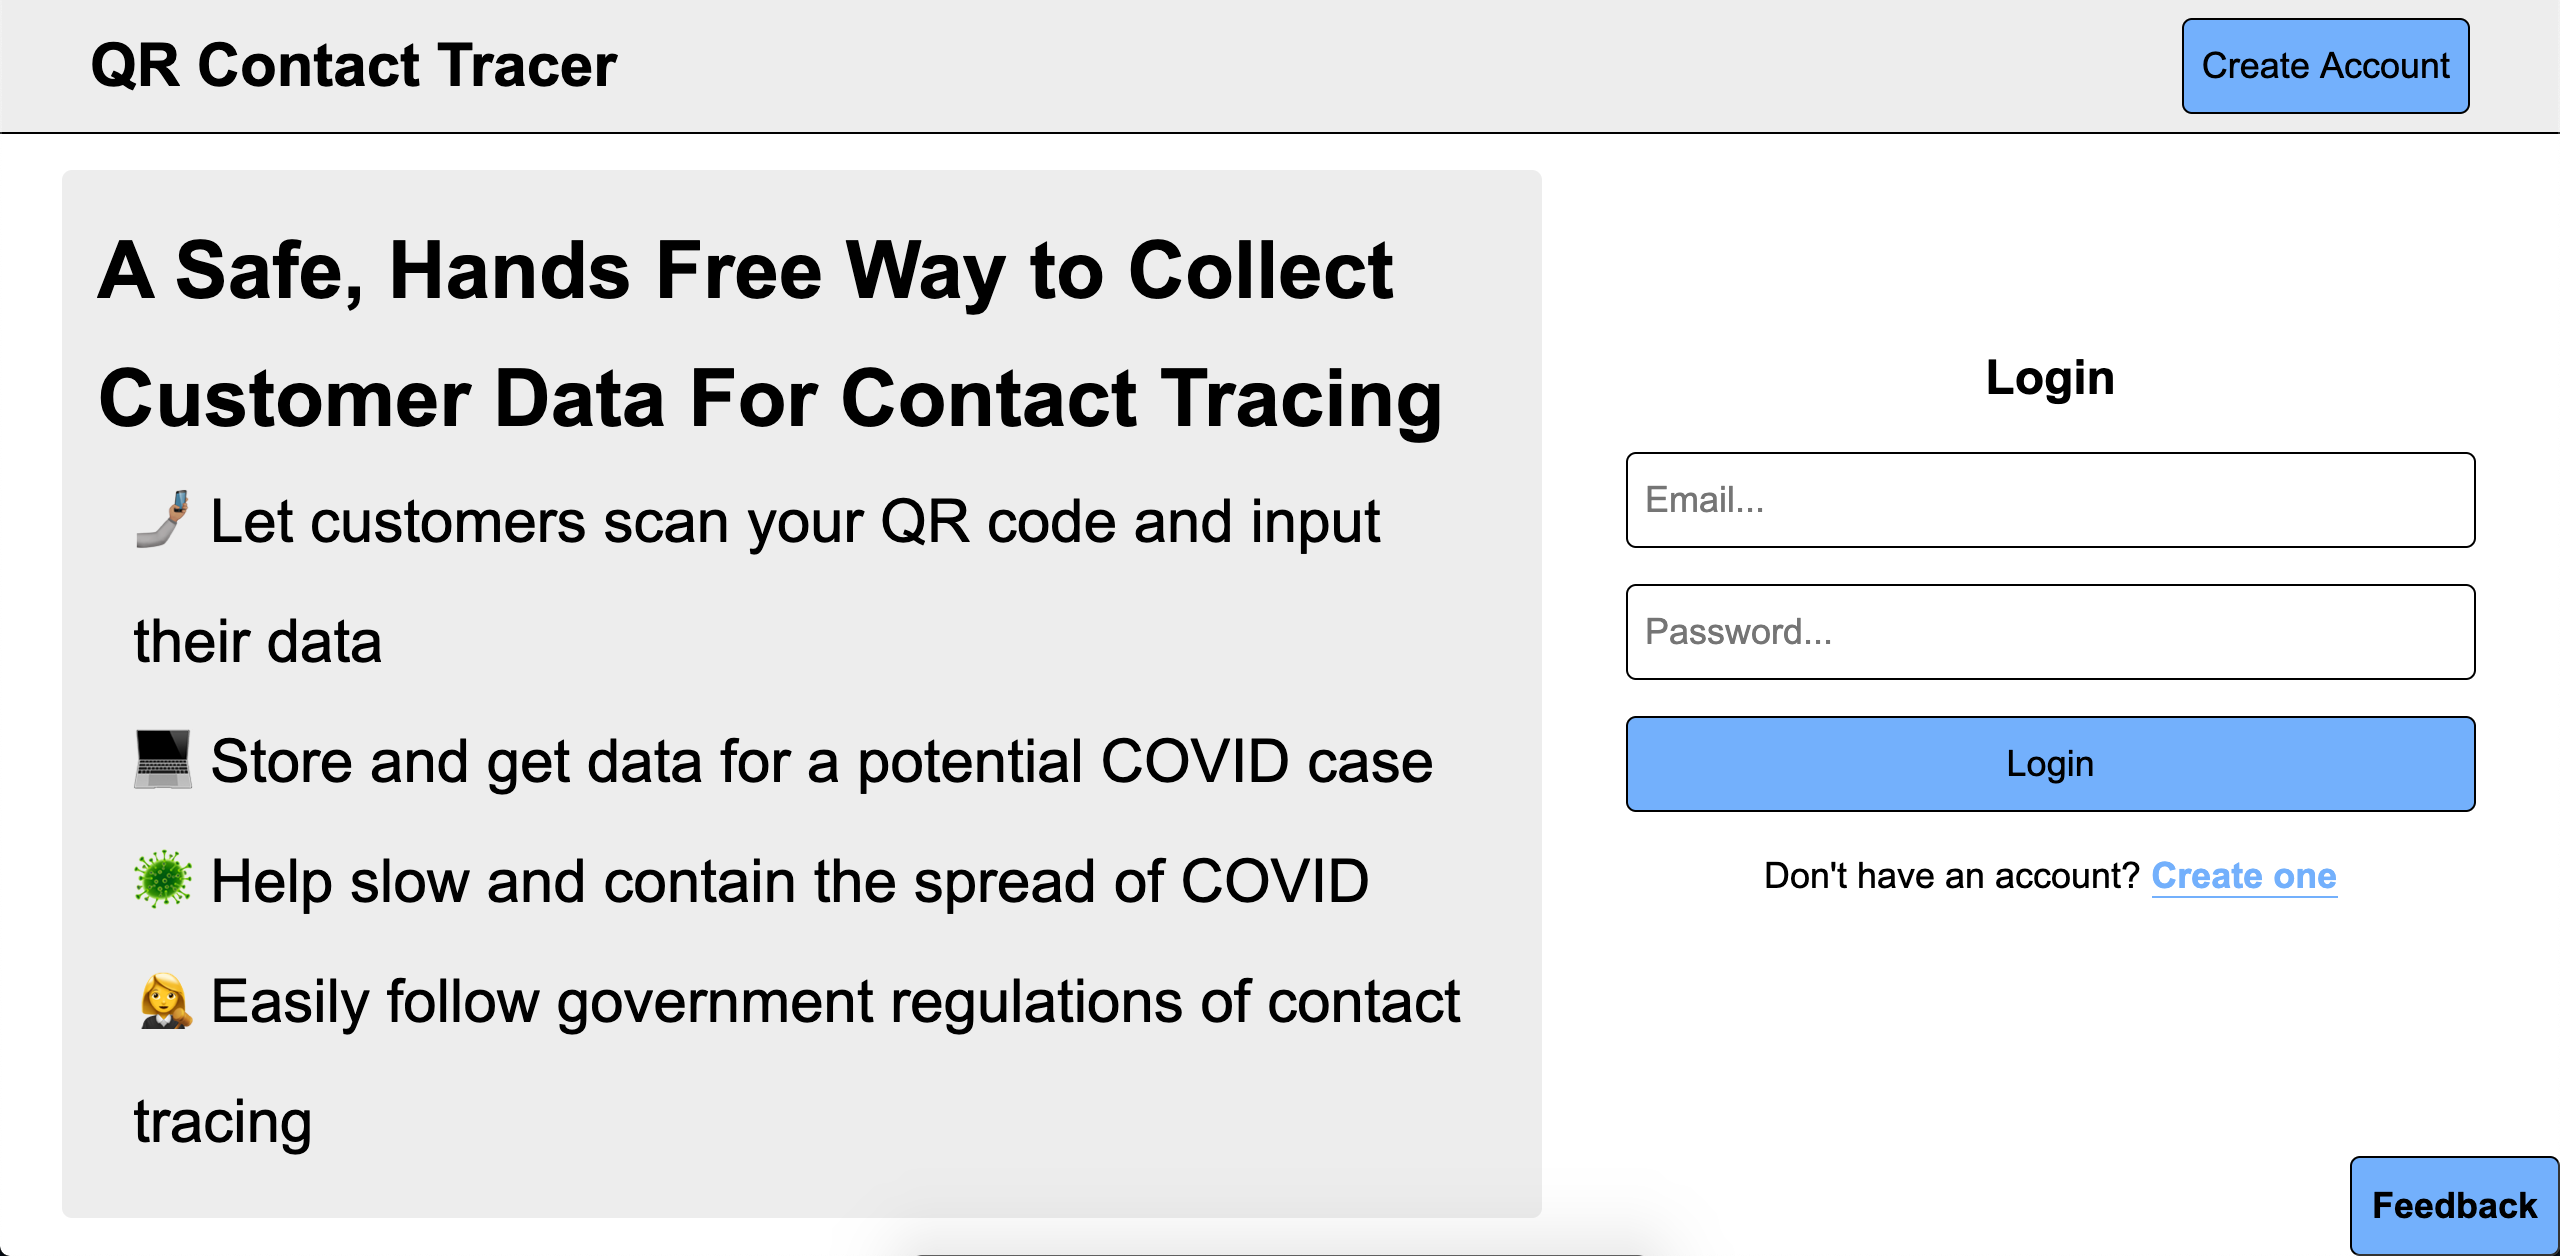 QR Contact Tracer
Create Account
A Safe, Hands Free Way to Collect
Customer Data For Contact Tracing
🤳🏽 Let customers scan your QR code and input
their data
💻 Store and get data for a potential COVID case
🦠 Help slow and contain the spread of COVID
👩‍⚖️ Easily follow government regulations of contact
tracing
Login
Email...
Password...
Login
Don't have an account? Create one
Feedback